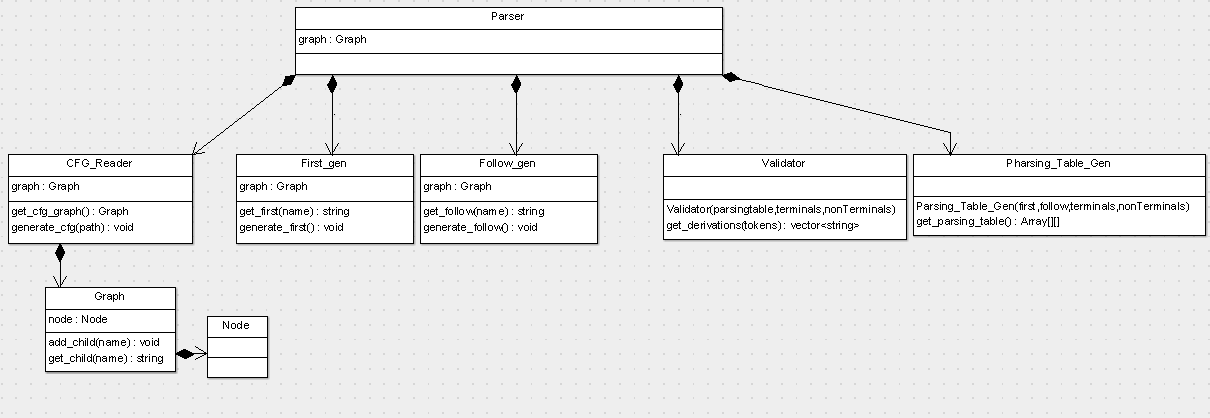 Parser
graph : Graph
CFG_Reader
graph : Graph
get_cfg_graph() : Graph
generate_cfg(path) : void
First_gen
graph : Graph
get_first(name) : string
generate_first() : void
Follow_gen
graph : Graph
get_follow(name) : string
generate_follow() : void
Validator
Validator(parsingtable,terminals,nonTerminals)
get_derivations(tokens) : vector<string>
Pharsing_Table_Gen
Parsing_Table_Gen(first,follow,terminals,nonTerminals)
get_parsing_table() : Array[][]
Graph
node : Node
add_child(name) : void
get_child(name) : string
Node